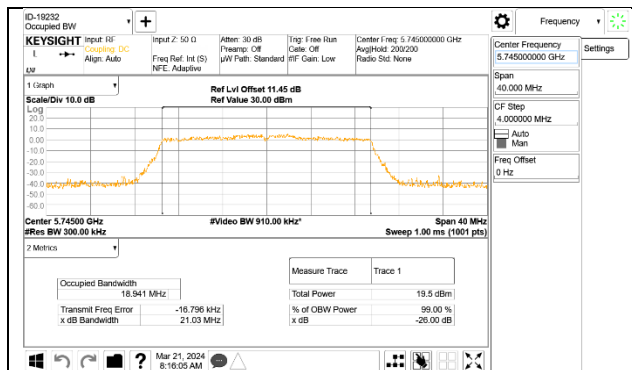 ID-19232
Occupied BW
Frequency
KEYSIGHT
Input: RF
Coupling: DC
Align: Auto
Input Z: 50 Ω
Freq Ref: Int (S)
NFE: Adaptive
Atten: 30 dB
Preamp: Off
µW Path: Standard
Trig: Free Run
Gate: Off
#IF Gain: Low
Center Freq: 5.745000000 GHz
Avg|Hold: 200/200
Radio Std: None
Center Frequency
5.745000000 GHz
Settings
Span
40.000 MHz
CF Step
4.000000 MHz
Auto
Man
Freq Offset
0 Hz
1 Graph
Scale/Div 10.0 dB
Ref Lvl Offset 11.45 dB
Ref Value 30.00 dBm
Log
20.0
10.0
0.00
-10.0
-20.0
-30.0
-40.0
-50.0
-60.0
Center 5.74500 GHz
#Video BW 910.00 kHz*
Span 40 MHz
#Res BW 300.00 kHz
Sweep 1.00 ms (1001 pts)
2 Metrics
Measure Trace Trace 1
Occupied Bandwidth
18.941 MHz
Total Power 19.5 dBm
Transmit Freq Error -16.796 kHz
% of OBW Power 99.00 %
x dB Bandwidth 21.03 MHz
x dB -26.00 dB
Mar 21, 2024
8:16:05 AM